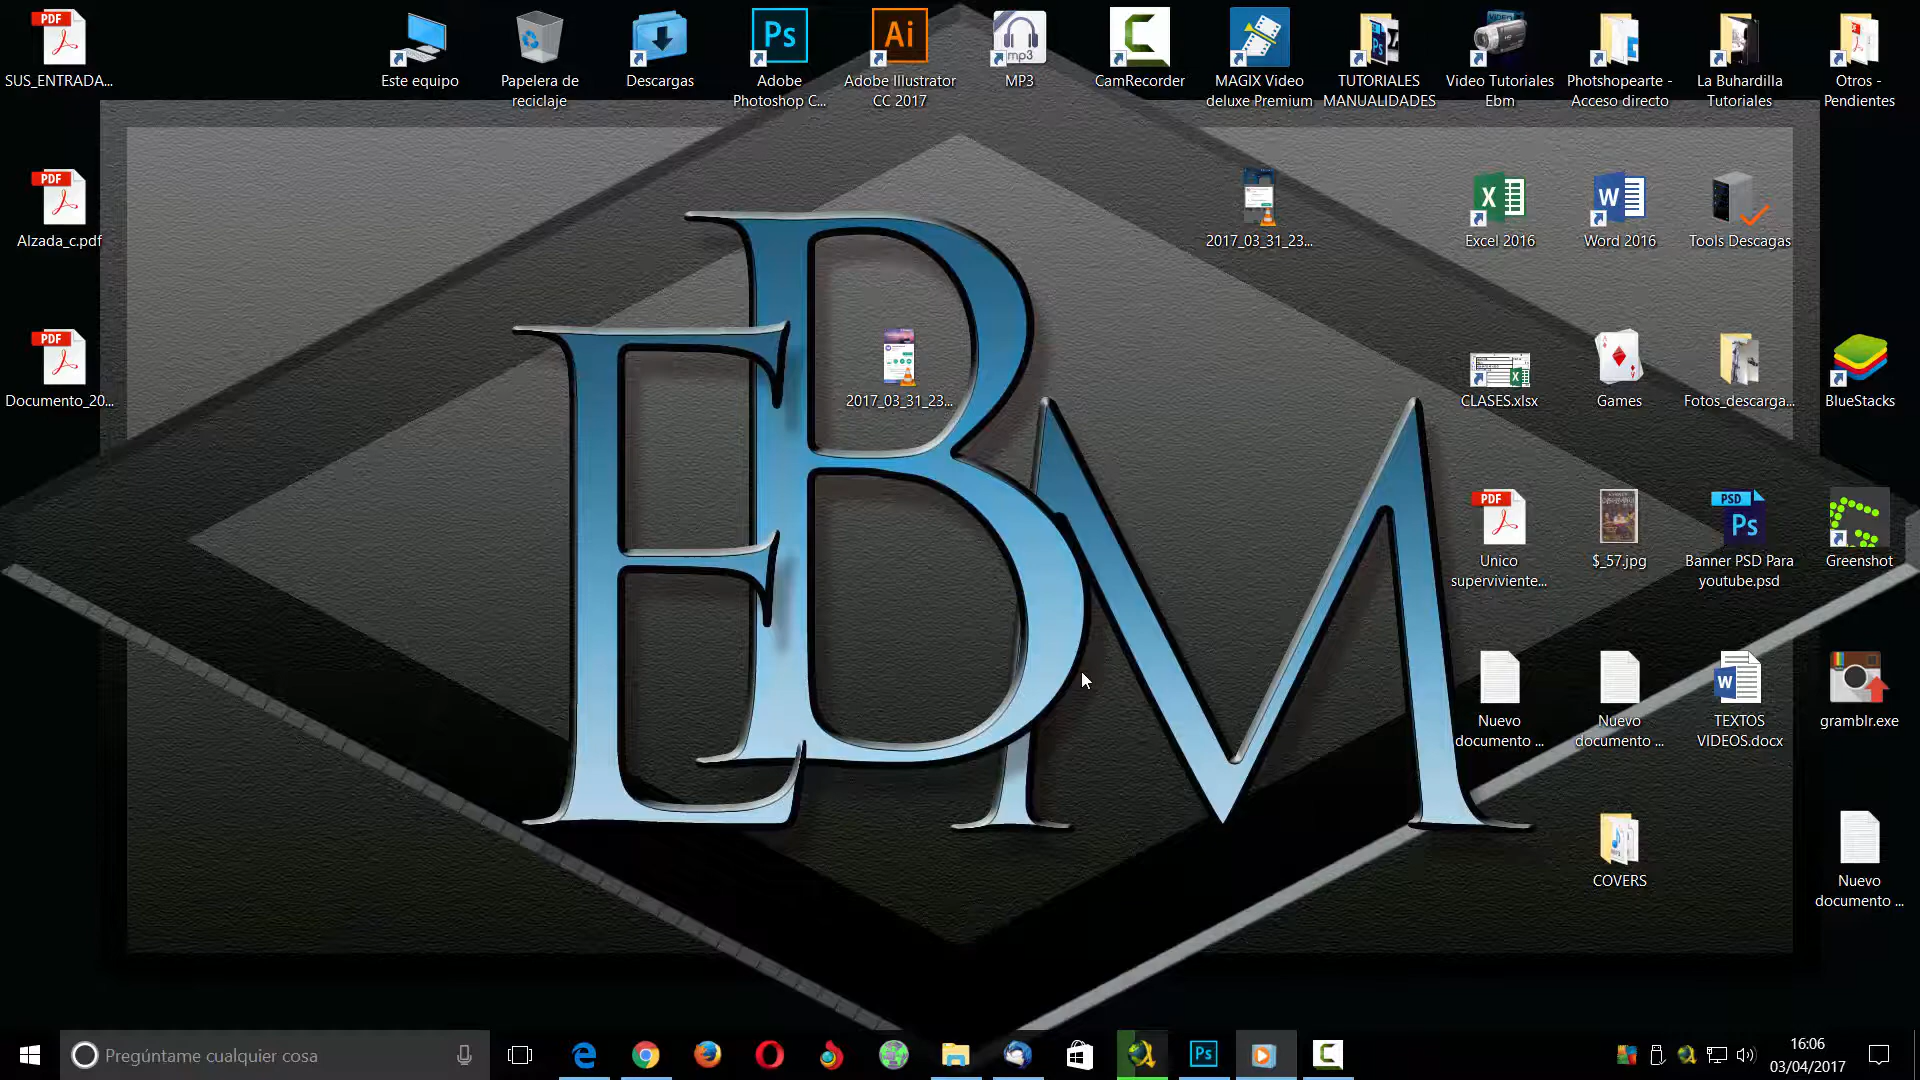 SUS_ENTRADA...
Este equipo
Papelera de
reciclaje
Descargas
Adobe
Photoshop C...
Adobe Illustrator
CC 2017
MP3
CamRecorder
MAGIX Video
deluxe Premium
TUTORIALES
MANUALIDADES
Video Tutoriales
Ebm
Photshopearte -
Acceso directo
La Buhardilla
Tutoriales
Otros -
Pendientes
Alzada_c.pdf
2017_03_31_23...
Excel 2016
Word 2016
Tools Descagas
Documento_20...
2017_03_31_23...
CLASES.xlsx
Games
Fotos_descarga...
BlueStacks
EBM
Unico
superviviente...
$_57.jpg
Banner PSD Para
youtube.psd
Greenshot
Nuevo
documento ...
Nuevo
documento ...
TEXTOS
VIDEOS.docx
gramblr.exe
COVERS
Nuevo
documento ...
Pregúntame cualquier cosa
16:06
03/04/2017